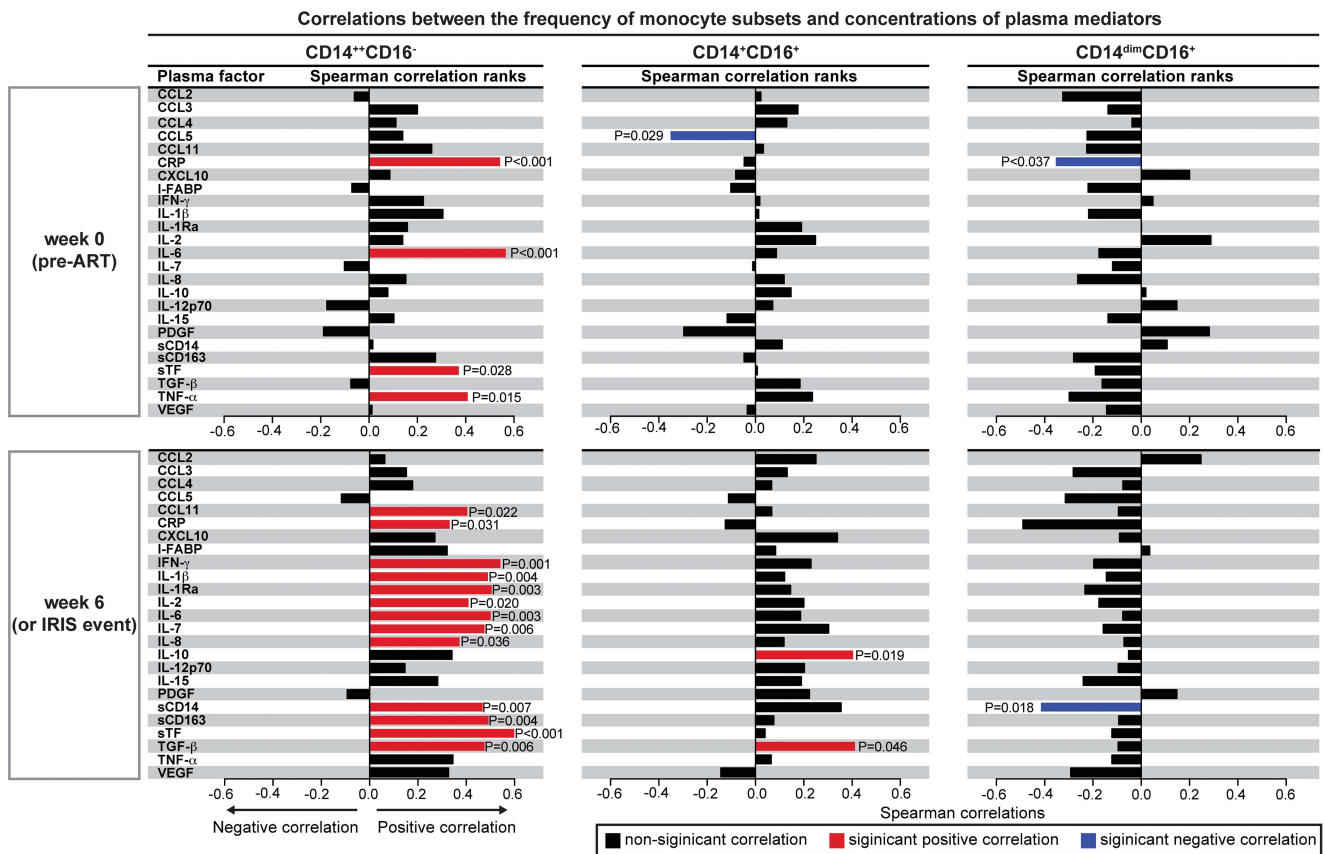 Correlations between the frequency of monocyte subsets and concentrations of plasma mediators
CD14++CD16- CD14+CD16+ CD14dimCD16+
Plasma factor Spearman correlation ranks Spearman correlation ranks Spearman correlation ranks
week 0
(pre-ART)
CCL2
CCL3
CCL4
CCL5 P=0.029
CCL11
CRP P<0.001 P<0.037
CXCL10
I-FABP
IFN-γ
IL-1β
IL-1Ra
IL-2
IL-6 P<0.001
IL-7
IL-8
IL-10
IL-12p70
IL-15
PDGF
sCD14
sCD163
sTF P=0.028
TGF-β
TNF-α P=0.015
VEGF
-0.6 -0.4 -0.2 0.0 0.2 0.4 0.6 -0.6 -0.4 -0.2 0.0 0.2 0.4 0.6 -0.6 -0.4 -0.2 0.0 0.2 0.4 0.6
week 6
(or IRIS event)
CCL2
CCL3
CCL4
CCL5
CCL11 P=0.022
CRP P=0.031
CXCL10
I-FABP
IFN-γ P=0.001
IL-1β P=0.004
IL-1Ra P=0.003
IL-2 P=0.020
IL-6 P=0.003
IL-7 P=0.006
IL-8 P=0.036
IL-10 P=0.019
IL-12p70
IL-15
PDGF
sCD14 P=0.007 P=0.018
sCD163 P=0.004
sTF P<0.001
TGF-β P=0.006 P=0.046
TNF-α
VEGF
-0.6 -0.4 -0.2 0.0 0.2 0.4 0.6 -0.6 -0.4 -0.2 0.0 0.2 0.4 0.6 -0.6 -0.4 -0.2 0.0 0.2 0.4 0.6
Negative correlation Positive correlation
Spearman correlations
non-siginicant correlation siginicant positive correlation siginicant negative correlation